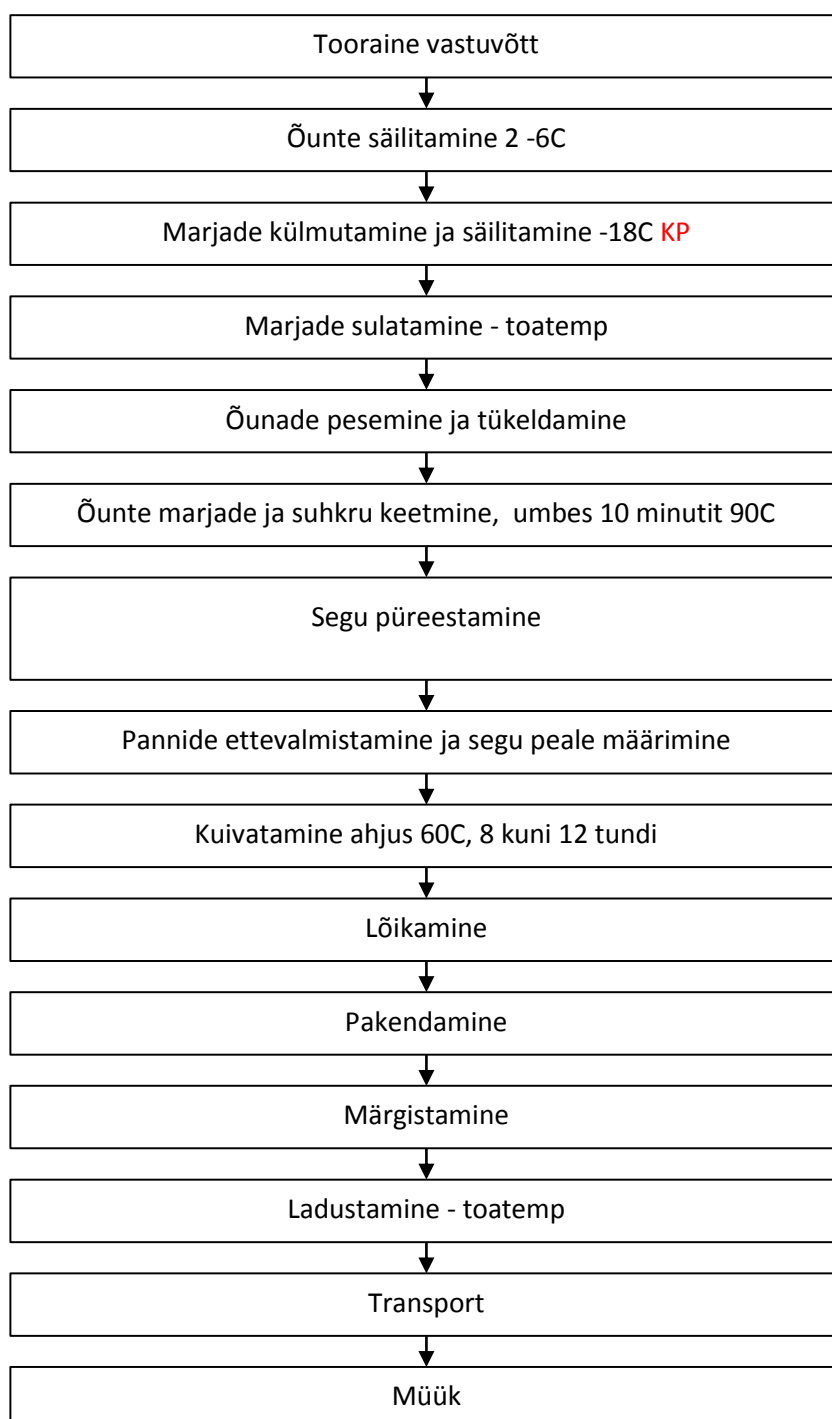 Tooraine vastuvõtt
Õunte säilitamine 2 -6C
Marjade külmutamine ja säilitamine -18C KP
Marjade sulatamine - toatemp
Õunade pesemine ja tükeldamine
Õunte marjade ja suhkru keetmine, umbes 10 minutit 90C
Segu püreestamine
Pannide ettevalmistamine ja segu peale määrimine
Kuivatamine ahjus 60C, 8 kuni 12 tundi
Lõikamine
Pakendamine
Märgistamine
Ladustamine - toatemp
Transport
Müük